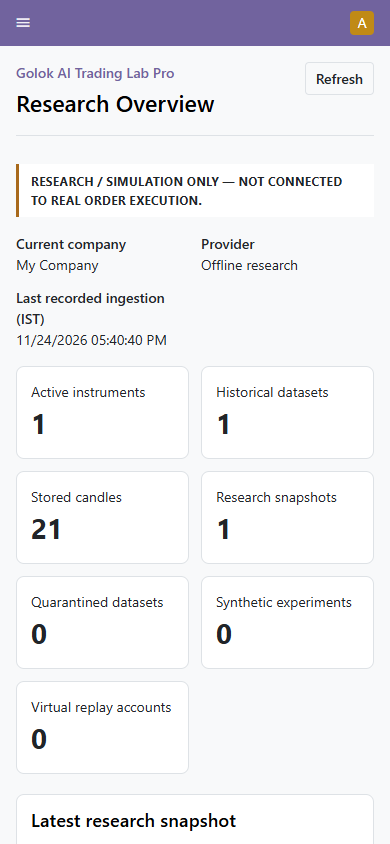 A
Golok AI Trading Lab Pro
Refresh
Research Overview
RESEARCH / SIMULATION ONLY — NOT CONNECTED
TO REAL ORDER EXECUTION.
Current company
Provider
My Company
Offline research
Last recorded ingestion
(IST)
11/24/2026 05:40:40 PM
Active instruments
1
Historical datasets
1
Stored candles
21
Research snapshots
1
Quarantined datasets
0
Synthetic experiments
0
Virtual replay accounts
0
Latest research snapshot